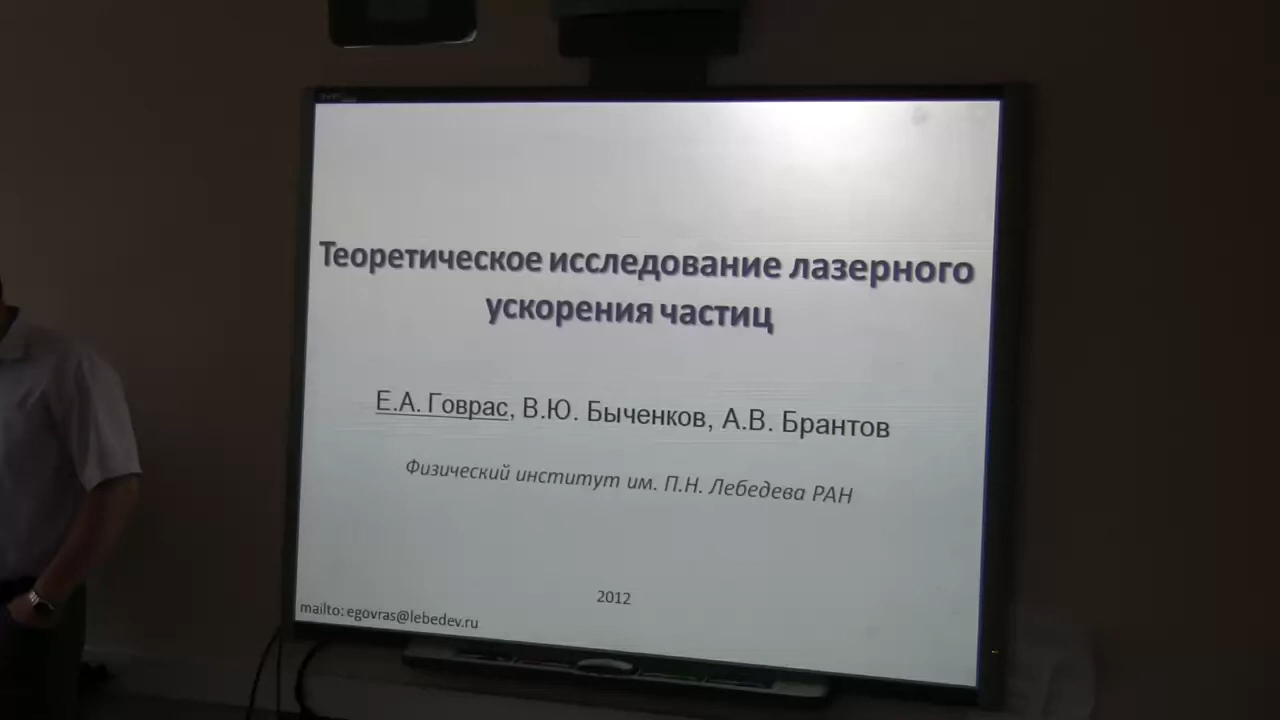 Теоретическое исследование лазерного
ускорения частиц
Е.А. Говрас, В.Ю. Быченков, А.В. Брантов
Физический институт им. П.Н. Лебедева РАН
2012
mailto: egovras@lebedev.ru